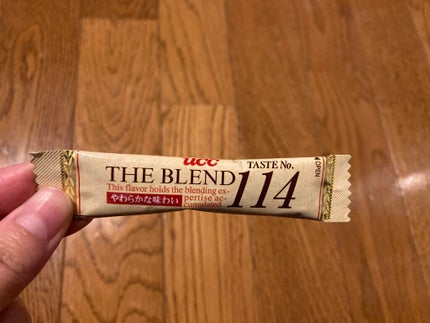 ucc
THE BLEND
TASTE No.
114
This flavor holds the blending ex-
pertise ac-
cumulated
やわらかな味わい
OPEN